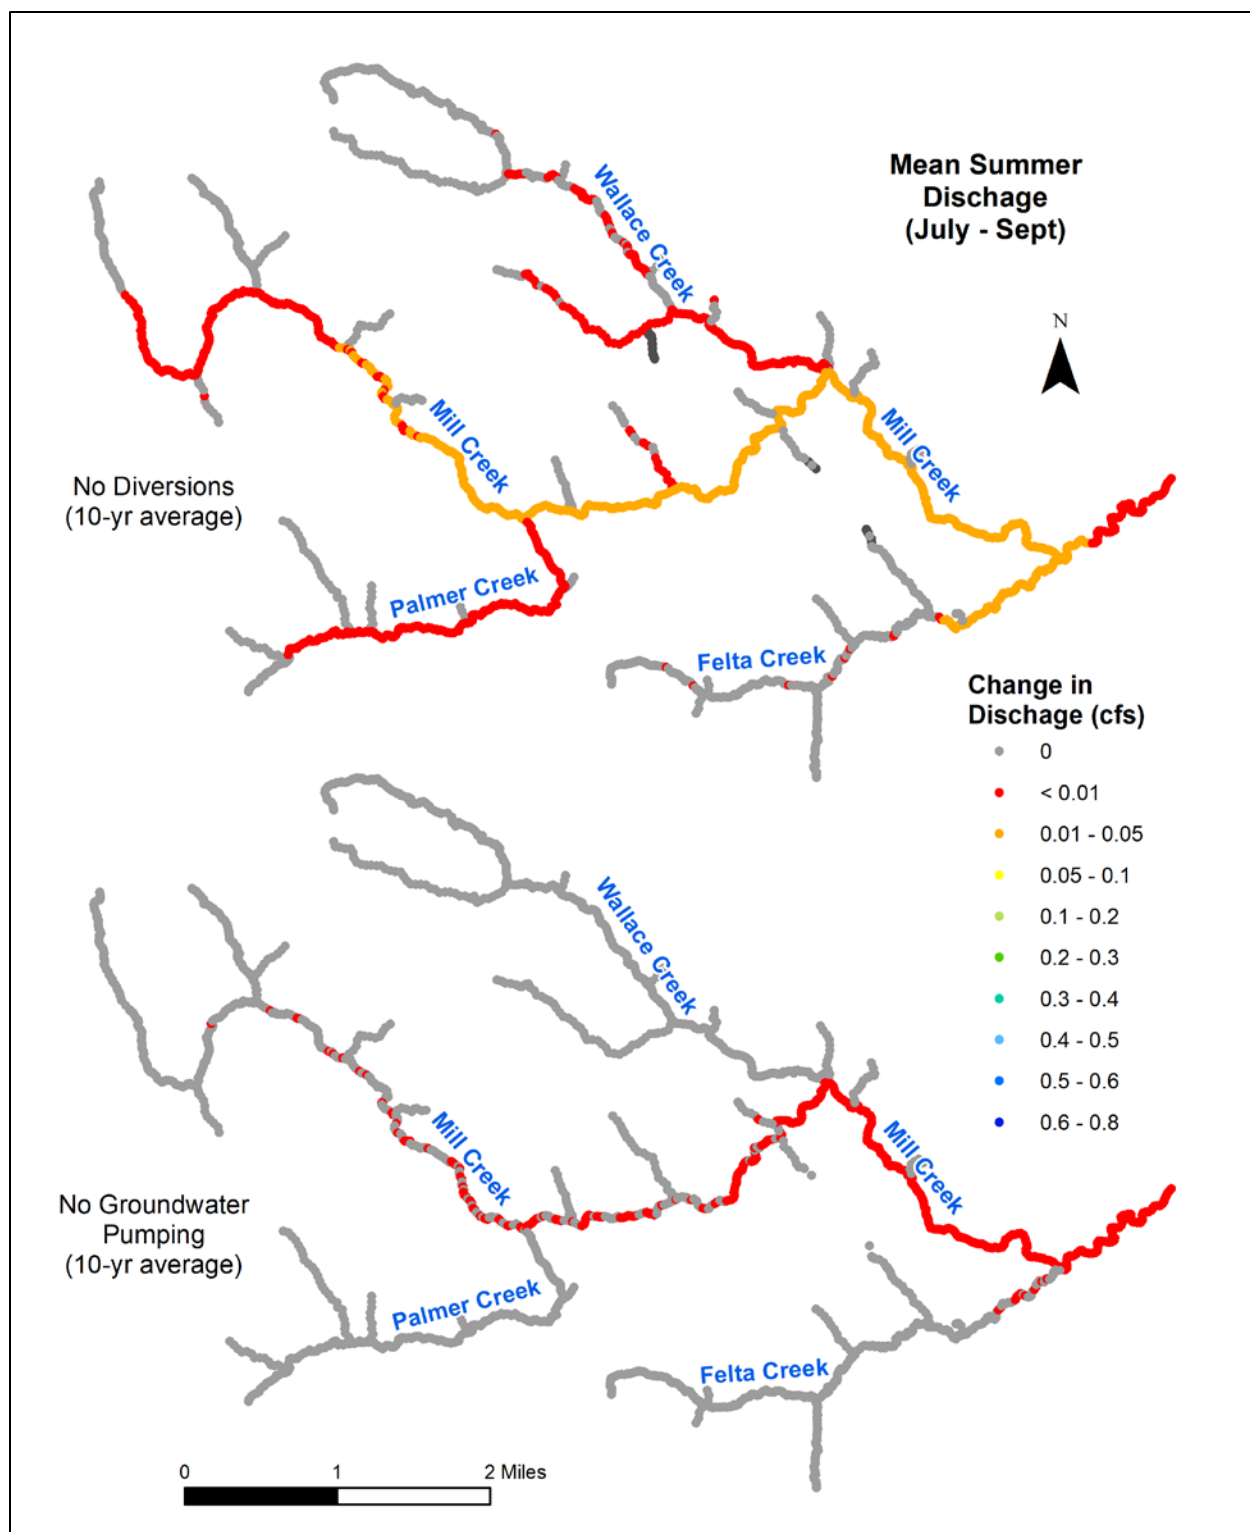 Mean Summer
Dischage
(July - Sept)
N
Wallace Creek
Mill Creek
Mill Creek
No Diversions
(10-yr average)
Palmer Creek
Felta Creek
Change in
Dischage (cfs)
0
< 0.01
0.01 - 0.05
0.05 - 0.1
0.1 - 0.2
0.2 - 0.3
0.3 - 0.4
0.4 - 0.5
0.5 - 0.6
0.6 - 0.8
Wallace Creek
Mill Creek
Mill Creek
No Groundwater
Pumping
(10-yr average)
Palmer Creek
Felta Creek
0 1 2 Miles